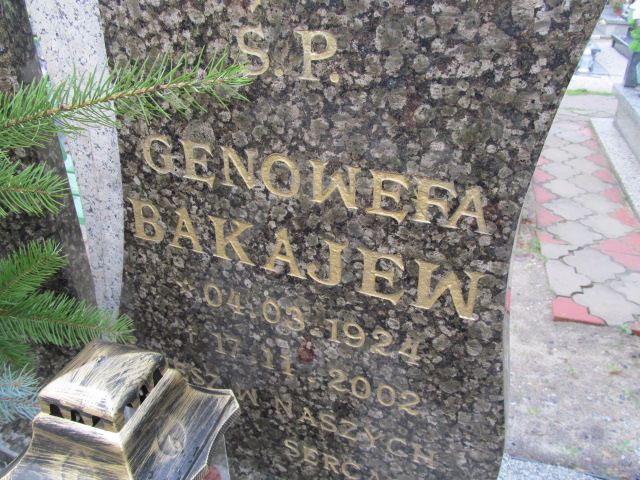 Ś.P.
GENOWEFA
BAKAJEW
* 04.03.1924
17.11.2002
W NASZYCH